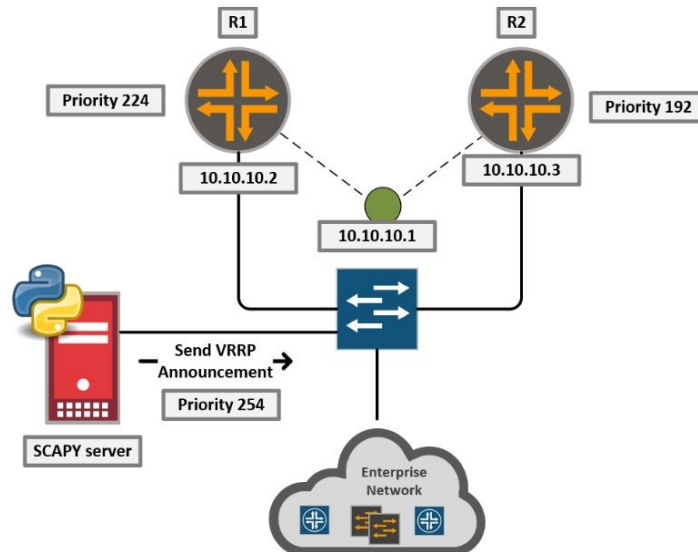 R1
R2
Priority 224
Priority 192
10.10.10.2
10.10.10.3
10.10.10.1
Send VRRP
Announcement
Priority 254
SCAPY server
Enterprise
Network